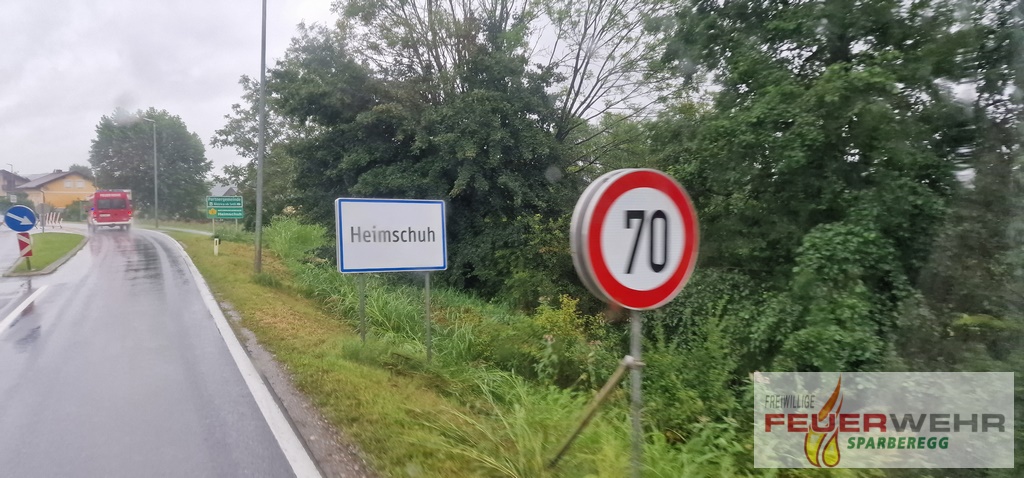 Heimschuh
70
FREIWILLIGE
FEUERWEHR
SPARBEREGG